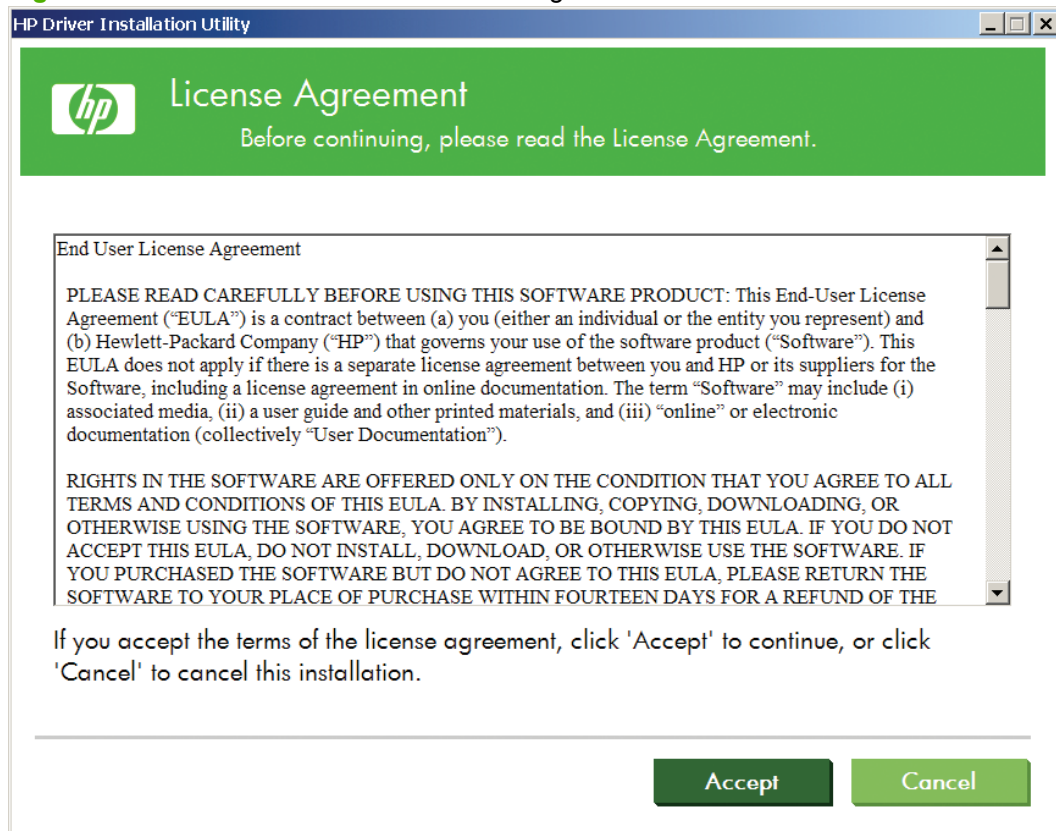 HP Driver Installation Utility
hp
License Agreement
Before continuing, please read the License Agreement.
End User License Agreement
PLEASE READ CAREFULLY BEFORE USING THIS SOFTWARE PRODUCT: This End-User License
Agreement (“EULA”) is a contract between (a) you (either an individual or the entity you represent) and
(b) Hewlett-Packard Company (“HP”) that governs your use of the software product (“Software”). This
EULA does not apply if there is a separate license agreement between you and HP or its suppliers for the
Software, including a license agreement in online documentation. The term “Software” may include (i)
associated media, (ii) a user guide and other printed materials, and (iii) “online” or electronic
documentation (collectively “User Documentation”).
RIGHTS IN THE SOFTWARE ARE OFFERED ONLY ON THE CONDITION THAT YOU AGREE TO ALL
TERMS AND CONDITIONS OF THIS EULA. BY INSTALLING, COPYING, DOWNLOADING, OR
OTHERWISE USING THE SOFTWARE, YOU AGREE TO BE BOUND BY THIS EULA. IF YOU DO NOT
ACCEPT THIS EULA, DO NOT INSTALL, DOWNLOAD, OR OTHERWISE USE THE SOFTWARE. IF
YOU PURCHASED THE SOFTWARE BUT DO NOT AGREE TO THIS EULA, PLEASE RETURN THE
SOFTWARE TO YOUR PLACE OF PURCHASE WITHIN FOURTEEN DAYS FOR A REFUND OF THE
If you accept the terms of the license agreement, click 'Accept' to continue, or click
'Cancel' to cancel this installation.
Accept
Cancel